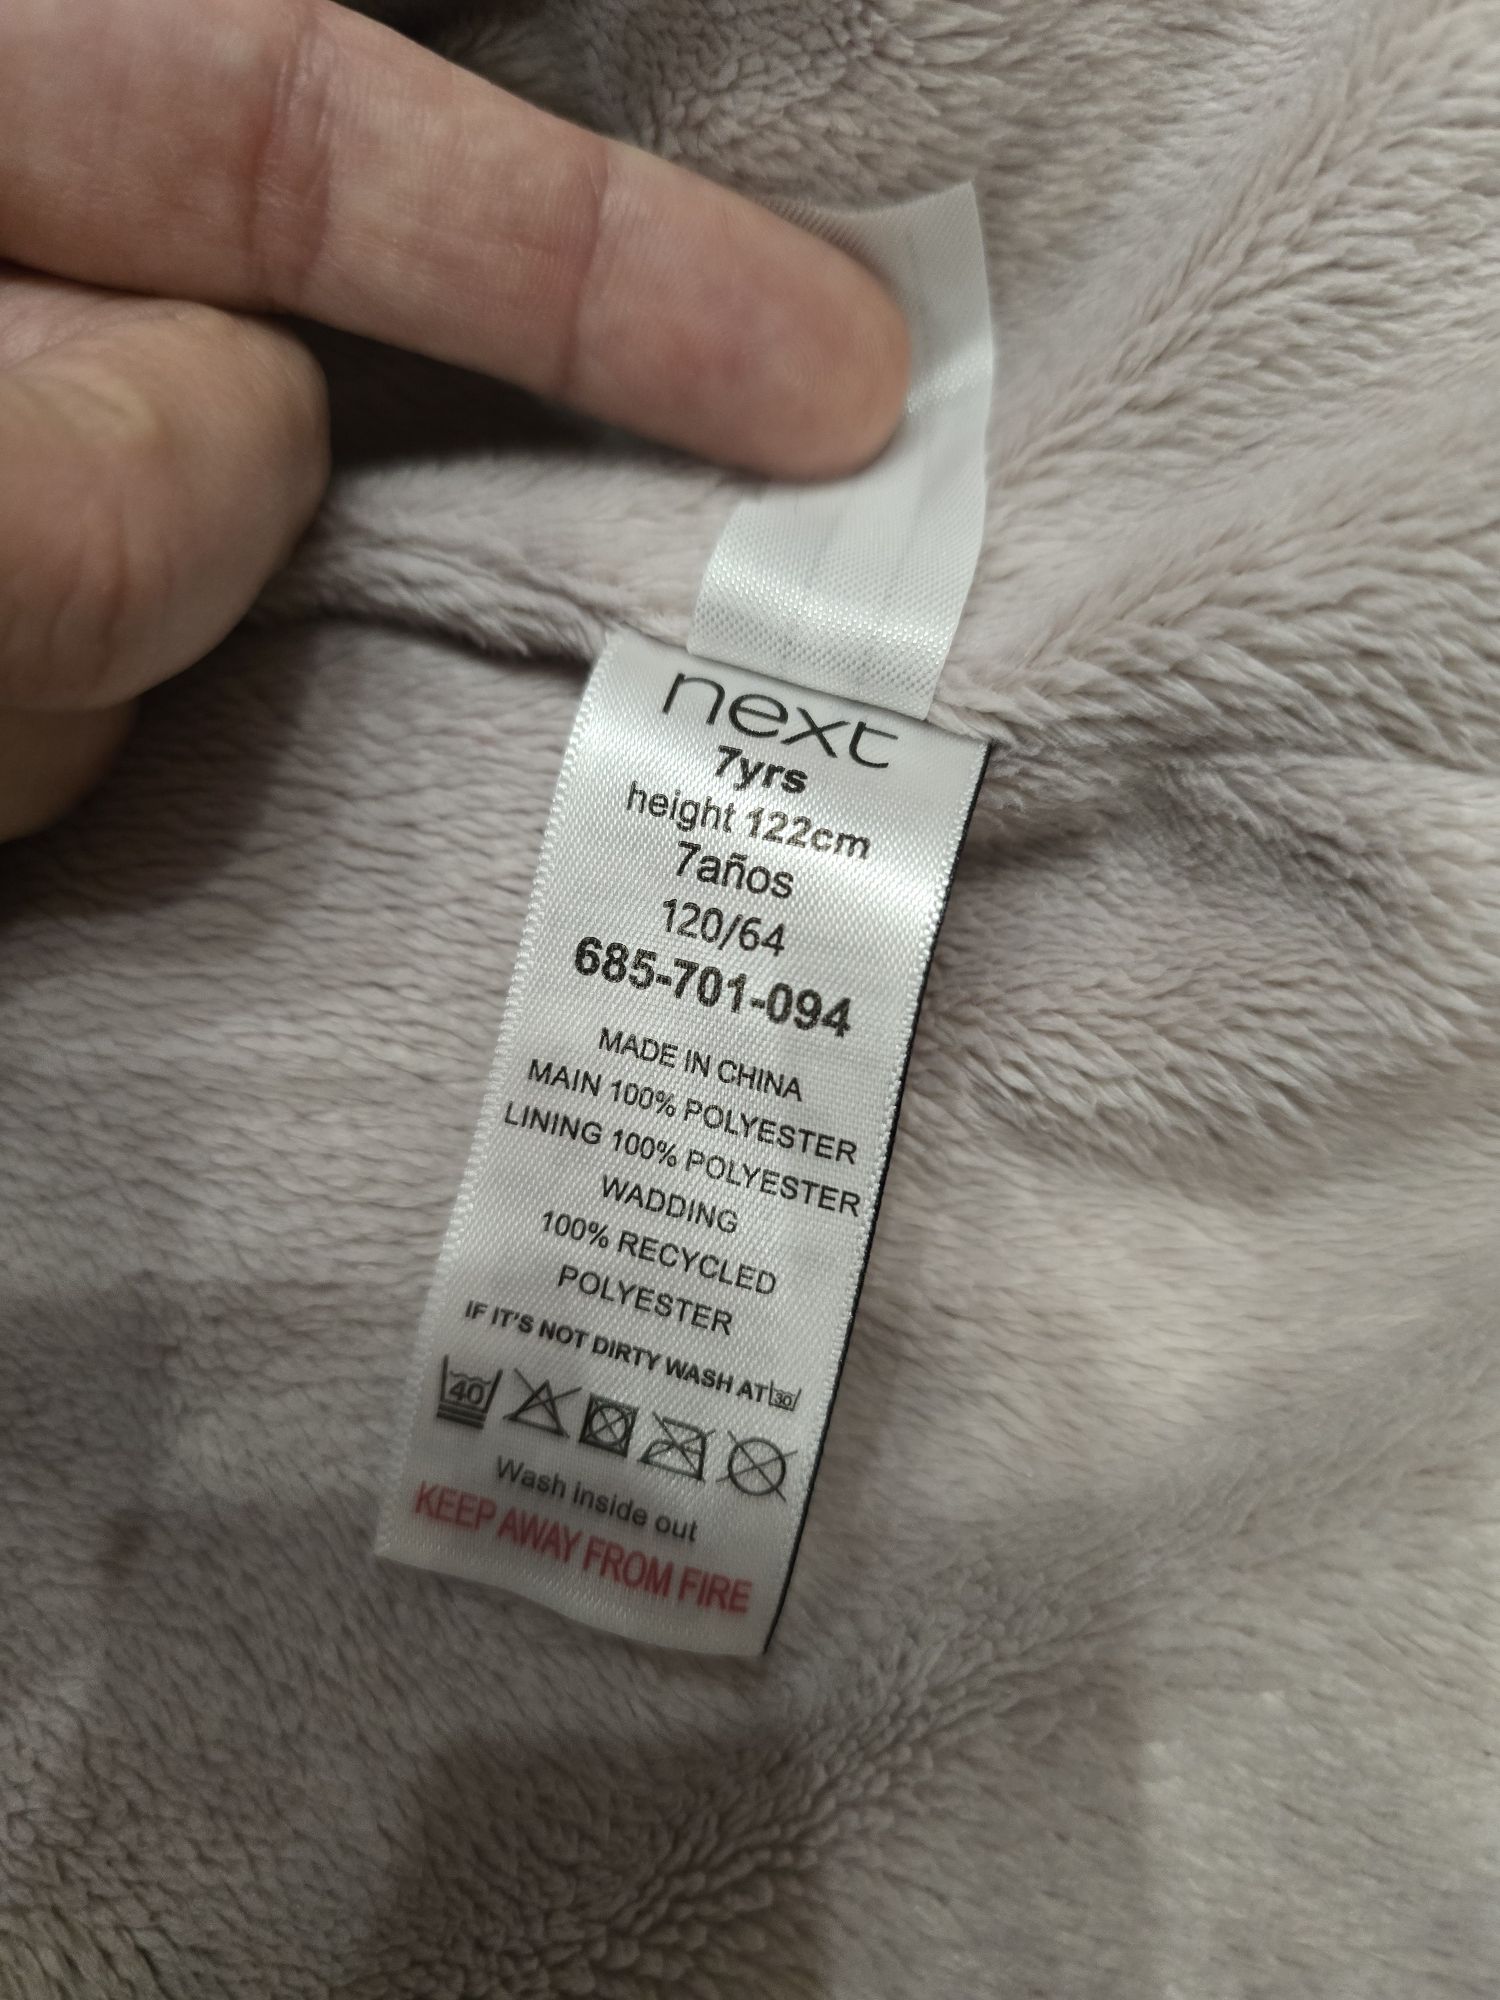 next
7yrs
height 122cm
7años
120/64
685-701-094
MADE IN CHINA
MAIN 100% POLYESTER
LINING 100% POLYESTER
WADDING
100% RECYCLED
POLYESTER
IF IT'S NOT DIRTY WASH AT 30
40
Wash inside out
KEEP AWAY FROM FIRE